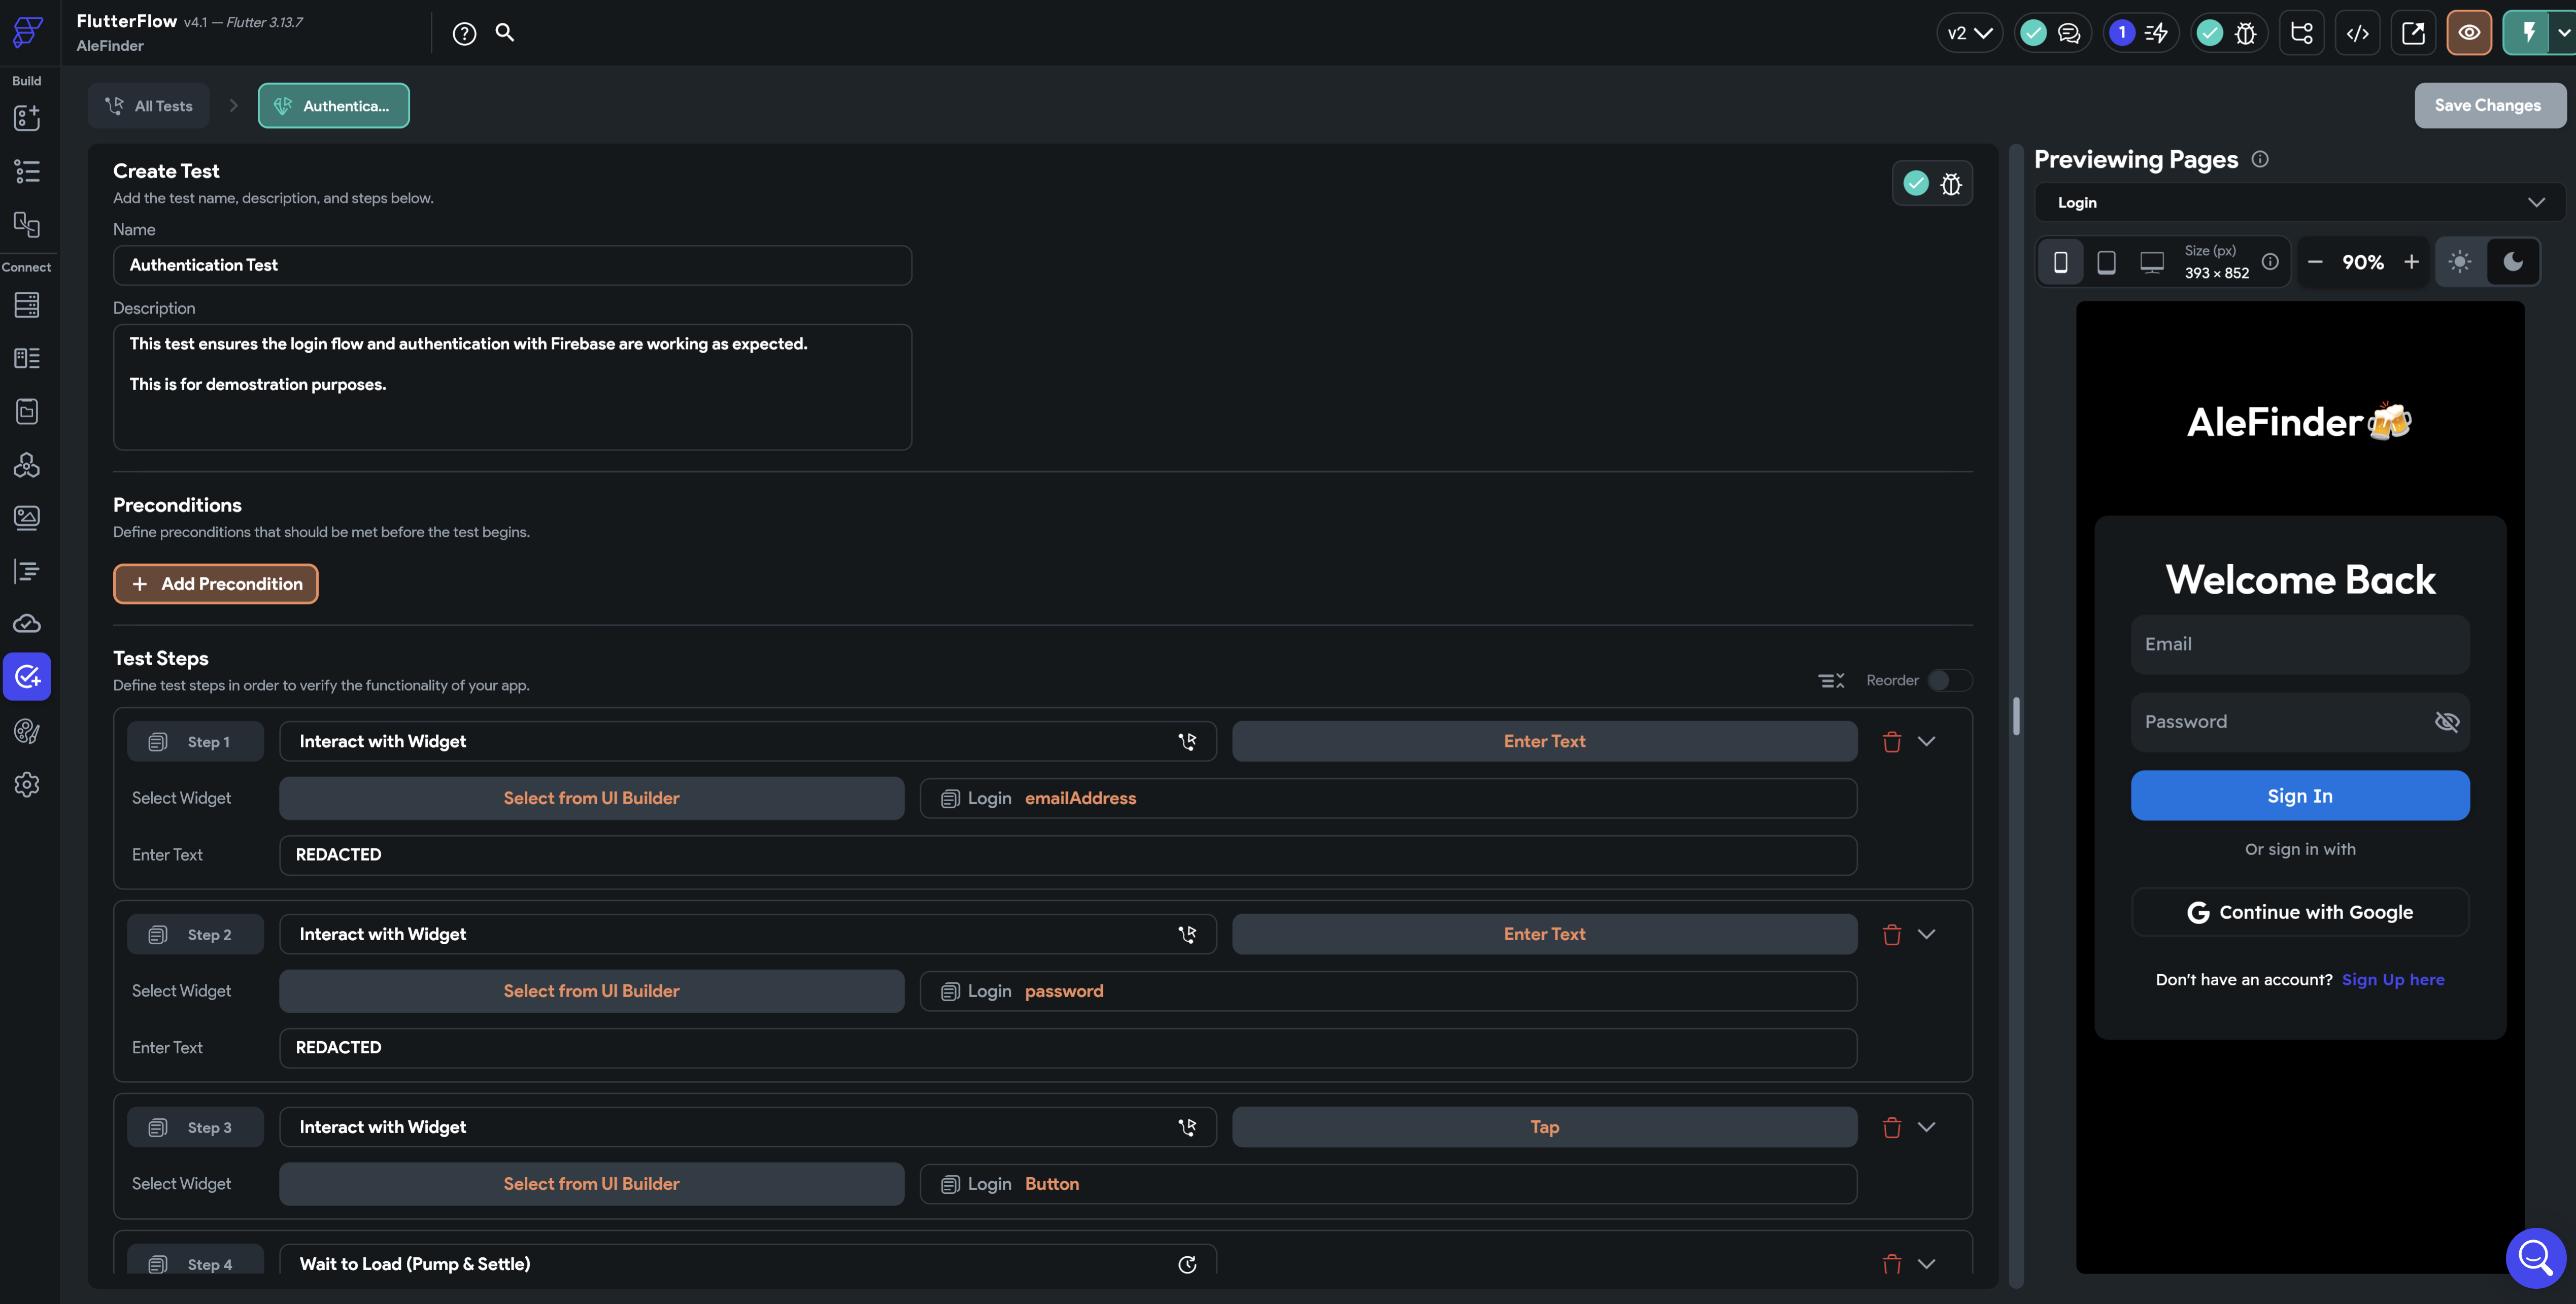 FlutterFlow v4.1 — Flutter 3.13.7
AleFinder
v2
1
Build
Connect
All Tests
Authentica...
Save Changes
Create Test
Add the test name, description, and steps below.
Name
Authentication Test
Description
This test ensures the login flow and authentication with Firebase are working as expected.
This is for demostration purposes.
Preconditions
Define preconditions that should be met before the test begins.
+ Add Precondition
Test Steps
Define test steps in order to verify the functionality of your app.
Reorder
Step 1 Interact with Widget Enter Text
Select Widget Select from UI Builder Login emailAddress
Enter Text REDACTED
Step 2 Interact with Widget Enter Text
Select Widget Select from UI Builder Login password
Enter Text REDACTED
Step 3 Interact with Widget Tap
Select Widget Select from UI Builder Login Button
Step 4 Wait to Load (Pump & Settle)
Previewing Pages
Login
Size (px)
393 × 852
90%
AleFinder🍻
Welcome Back
Email
Password
Sign In
Or sign in with
G Continue with Google
Don't have an account? Sign Up here